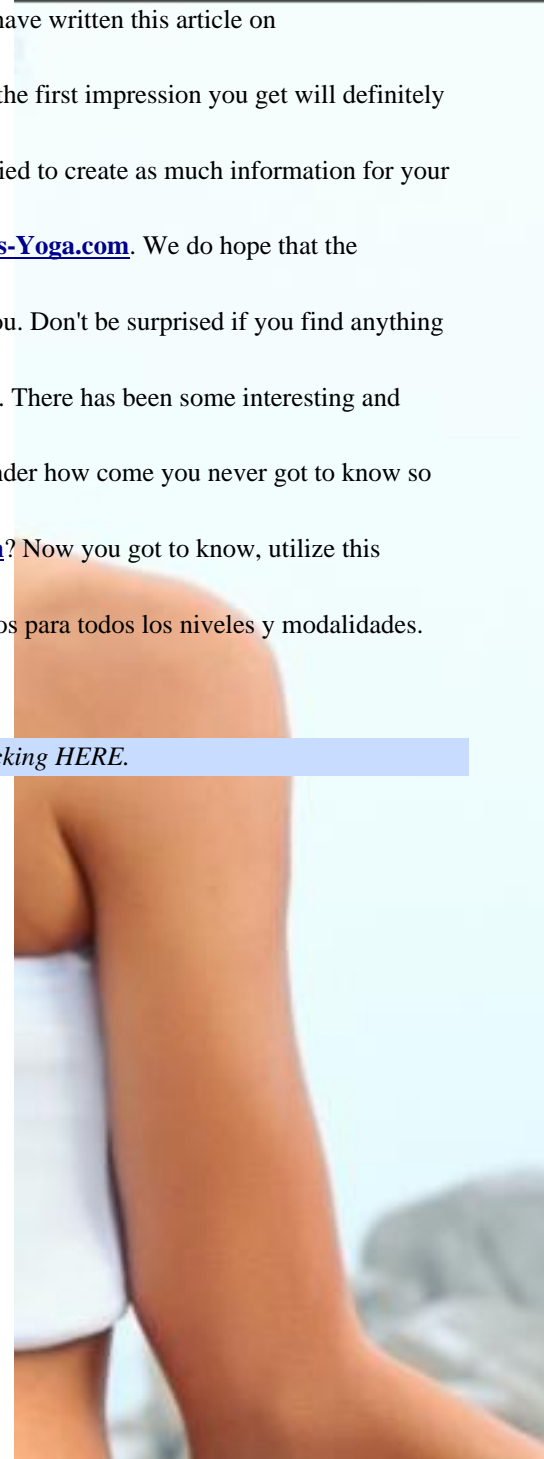 have written this article on
the first impression you get will definitely
ied to create as much information for your
s-Yoga.com. We do hope that the
ou. Don't be surprised if you find anything
. There has been some interesting and
nder how come you never got to know so
? Now you got to know, utilize this
os para todos los niveles y modalidades.
cking HERE.